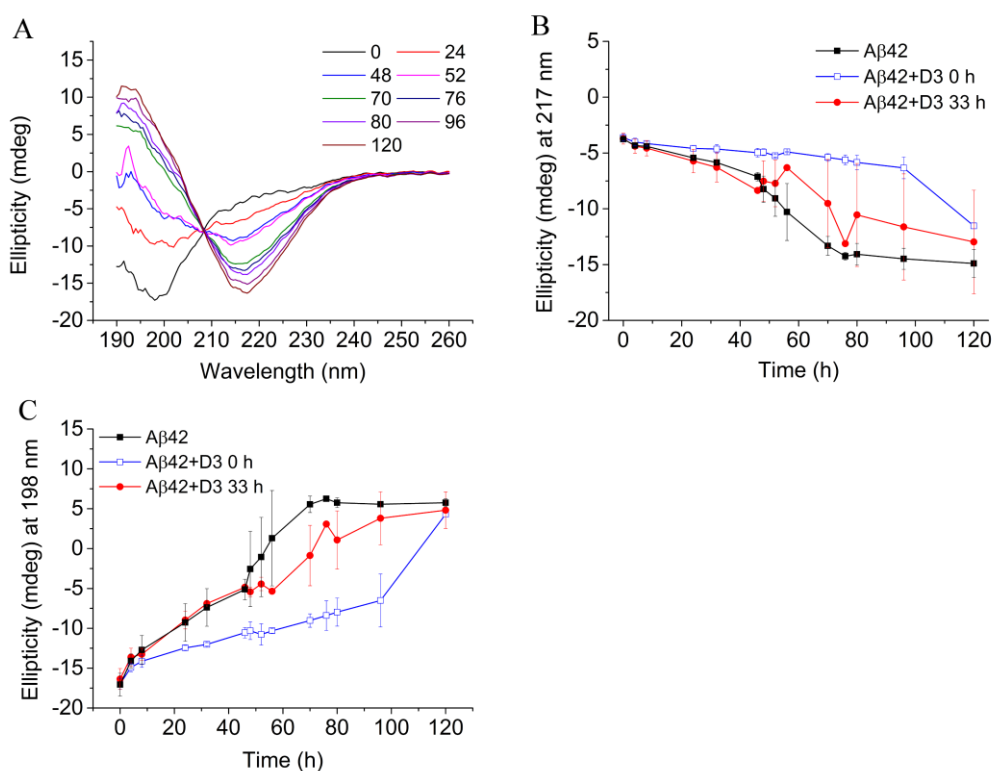 A
15
10
5
0
-5
-10
-15
-20
190 200 210 220 230 240 250 260
Ellipticity (mdeg)
Wavelength (nm)
0 24
48 52
70 76
80 96
120
B
5
0
-5
-10
-15
-20
0 20 40 60 80 100 120
Ellipticity (mdeg) at 217 nm
Time (h)
Aβ42
Aβ42+D3 0 h
Aβ42+D3 33 h
C
15
10
5
0
-5
-10
-15
-20
0 20 40 60 80 100 120
Ellipticity (mdeg) at 198 nm
Time (h)
Aβ42
Aβ42+D3 0 h
Aβ42+D3 33 h